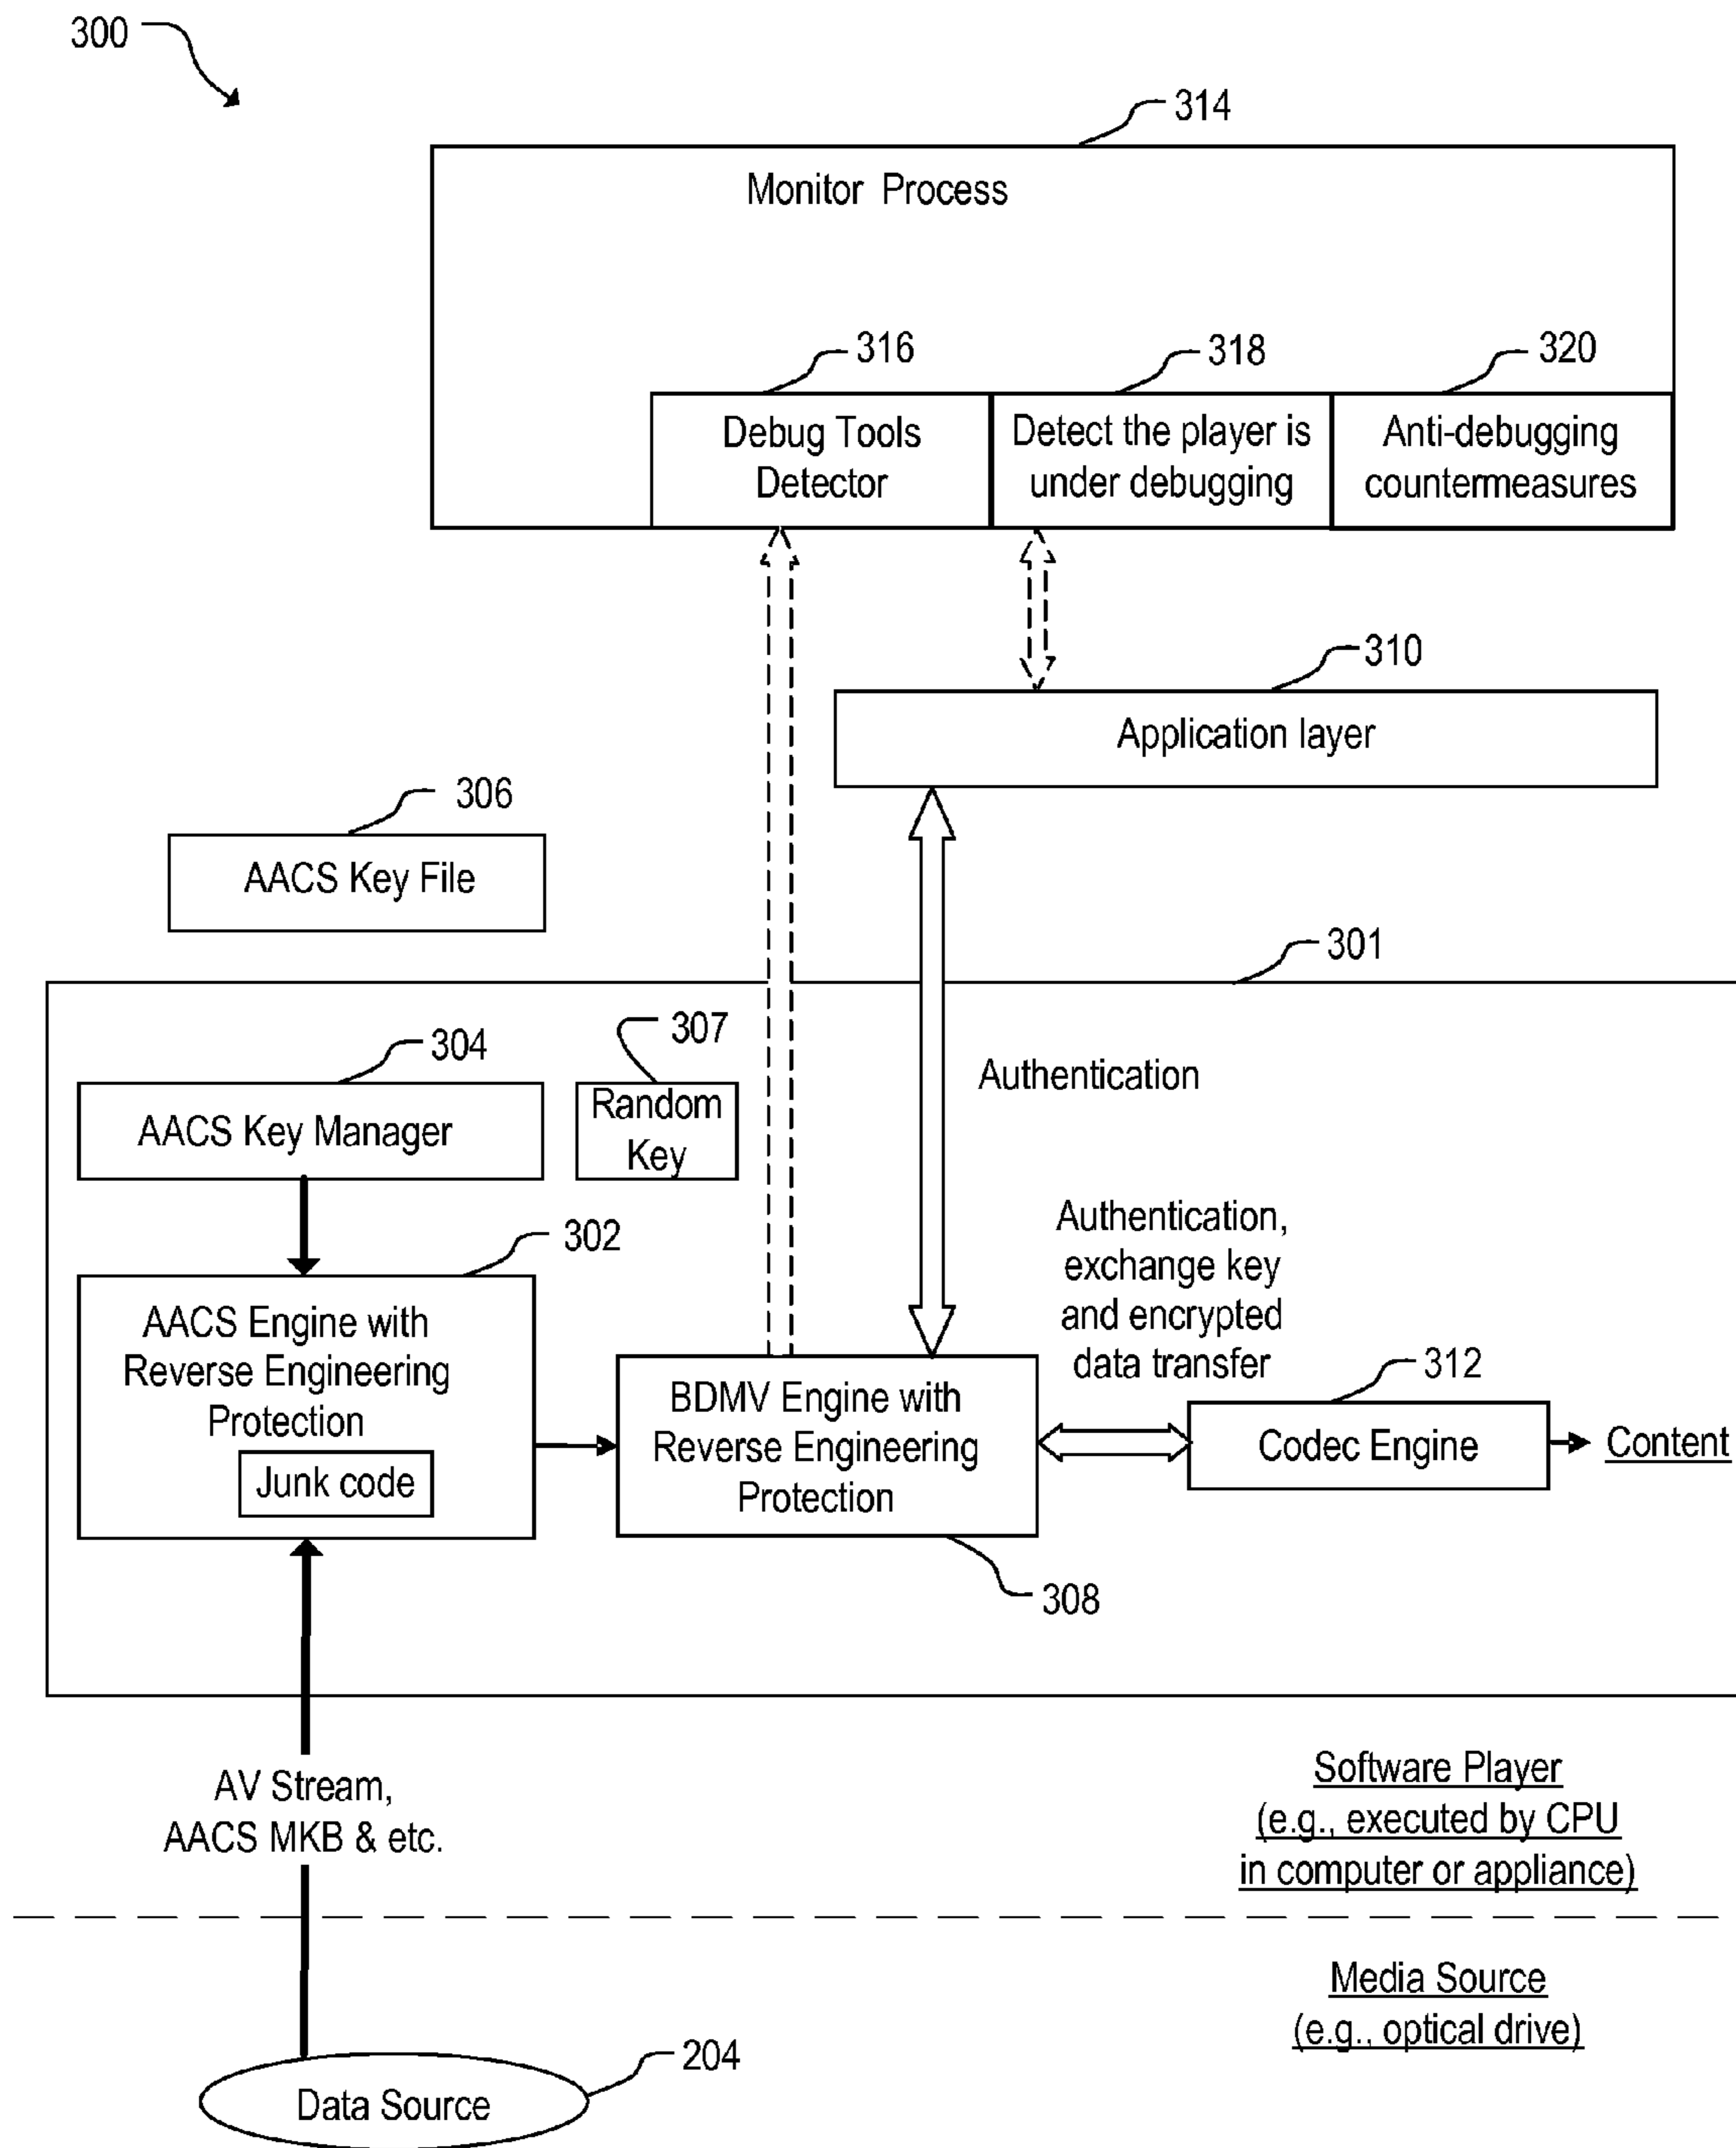 300
314
Monitor Process
316
318
320
Debug Tools
Detector
Detect the player is
under debugging
Anti-debugging
countermeasures
310
Application layer
306
AACS Key File
301
304
307
AACS Key Manager
Random
Key
Authentication
302
AACS Engine with
Reverse Engineering
Protection
Junk code
Authentication,
exchange key
and encrypted
data transfer
BDMV Engine with
Reverse Engineering
Protection
312
Codec Engine
Content
308
AV Stream,
AACS MKB & etc.
Software Player
(e.g., executed by CPU
in computer or appliance)
Media Source
(e.g., optical drive)
204
Data Source